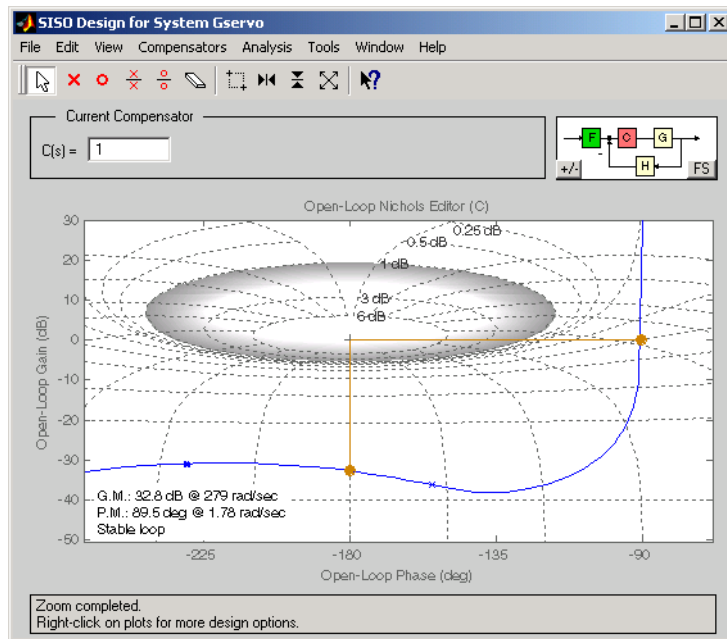 SISO Design for System Gservo
File Edit View Compensators Analysis Tools Window Help
Current Compensator
C(s) = 1
F C G
H
+/- FS
Open-Loop Nichols Editor (C)
0.25 dB
0.5 dB
1 dB
3 dB
6 dB
30
20
10
0
-10
-20
-30
-40
-50
Open-Loop Gain (dB)
G.M.: 32.8 dB @ 279 rad/sec
P.M.: 89.5 deg @ 1.78 rad/sec
Stable loop
-225 -180 -135 -90
Open-Loop Phase (deg)
Zoom completed.
Right-click on plots for more design options.